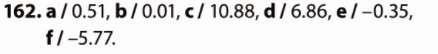 162. a / 0.51, b / 0.01, c / 10.88, d / 6.86, e / –0.35,
f / –5.77.